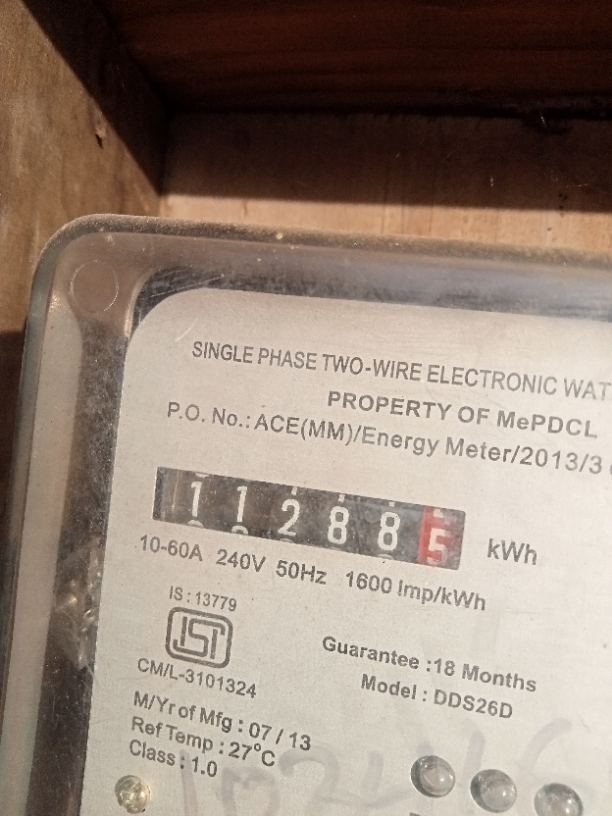 SINGLE PHASE TWO-WIRE ELECTRONIC WAT
PROPERTY OF MePDCL
P.O. No.: ACE(MM)/Energy Meter/2013/3
112885 kWh
10-60A 240V 50Hz 1600 Imp/kWh
IS : 13779
ISI
CM/L-3101324
Guarantee :18 Months
Model : DDS26D
M/Yr of Mfg : 07 / 13
Ref Temp : 27°C
Class : 1.0